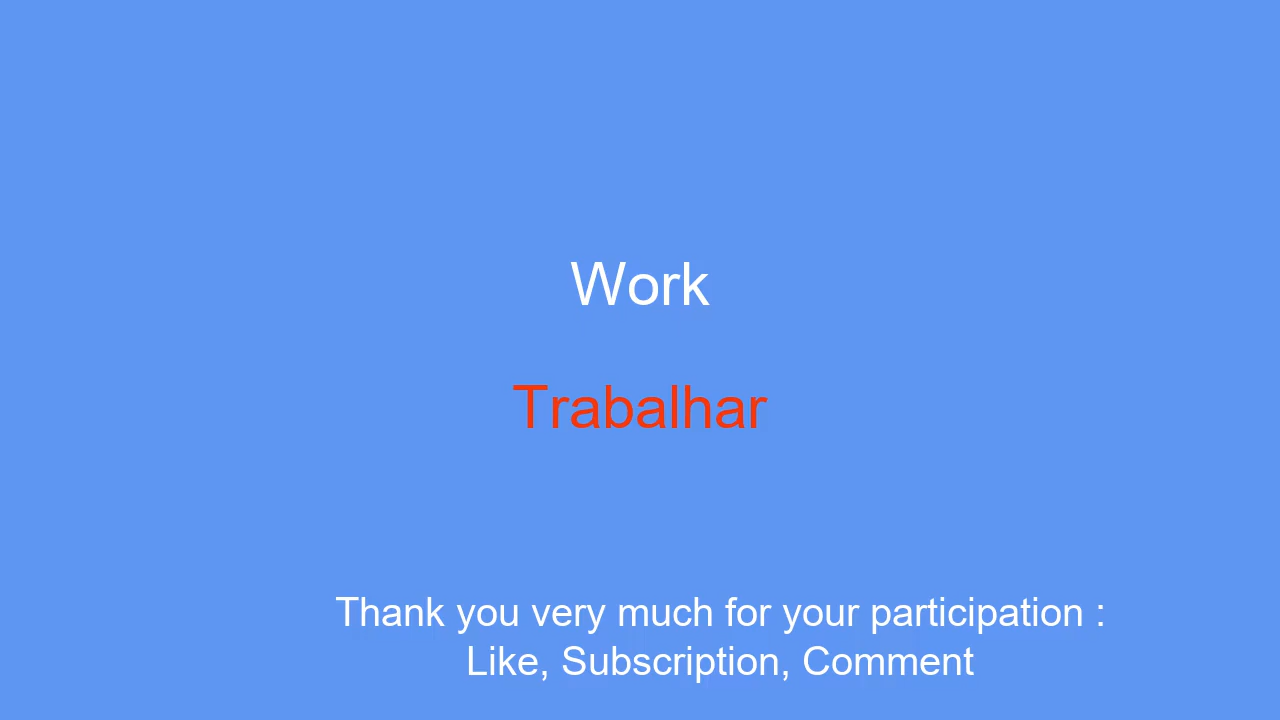 Work
Trabalhar
Thank you very much for your participation :
Like, Subscription, Comment